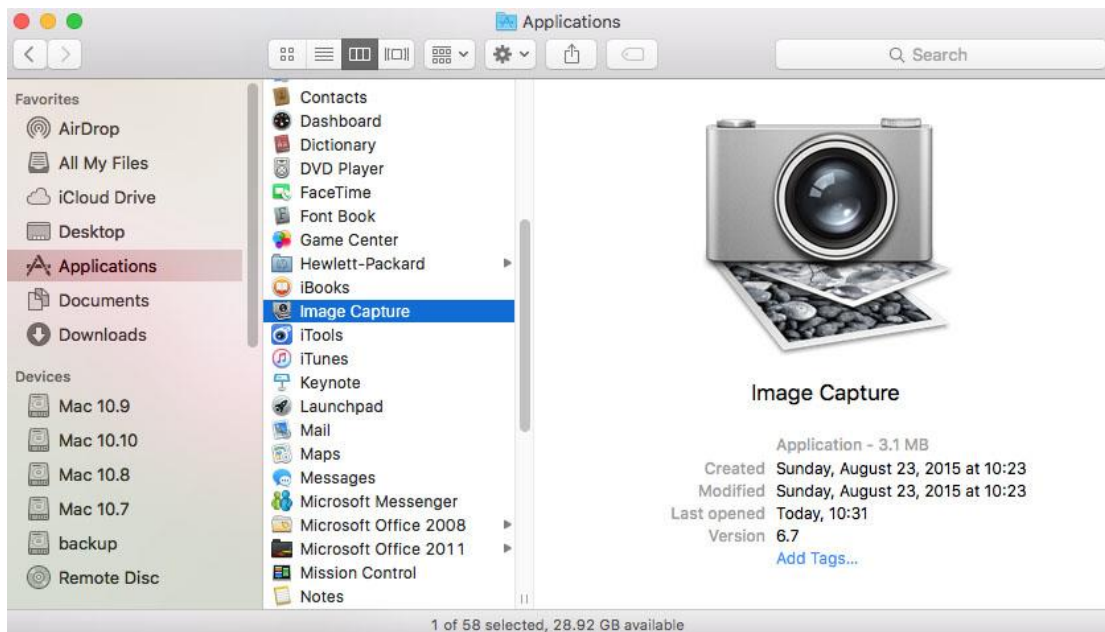 Applications
Search
Favorites
AirDrop
All My Files
iCloud Drive
Desktop
Applications
Documents
Downloads
Devices
Mac 10.9
Mac 10.10
Mac 10.8
Mac 10.7
backup
Remote Disc
Contacts
Dashboard
Dictionary
DVD Player
FaceTime
Font Book
Game Center
Hewlett-Packard
iBooks
Image Capture
iTools
iTunes
Keynote
Launchpad
Mail
Maps
Messages
Microsoft Messenger
Microsoft Office 2008
Microsoft Office 2011
Mission Control
Notes
Image Capture
Application - 3.1 MB
Created Sunday, August 23, 2015 at 10:23
Modified Sunday, August 23, 2015 at 10:23
Last opened Today, 10:31
Version 6.7
Add Tags...
1 of 58 selected, 28.92 GB available